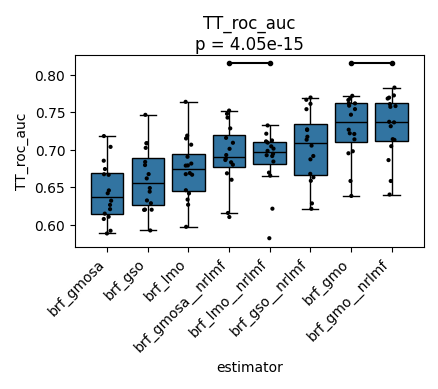 TT_roc_auc
p = 4.05e-15
TT_roc_auc
0.80
0.75
0.70
0.65
0.60
brf_gmosa
brf_gso
brf_lmo
brf_gmosa__nrlmf
brf_lmo__nrlmf
brf_gso__nrlmf
brf_gmo
brf_gmo__nrlmf
estimator